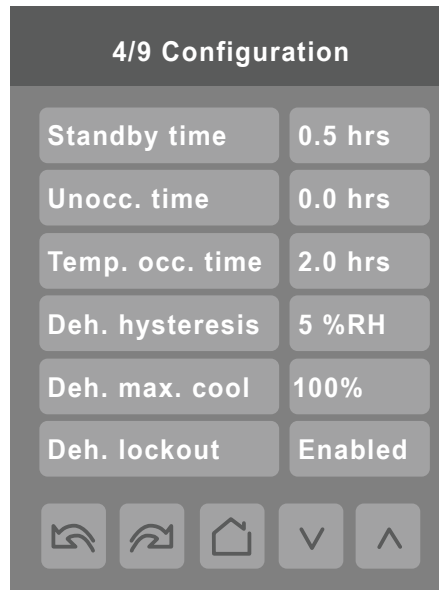 4/9 Configuration
Standby time 0.5 hrs
Unocc. time 0.0 hrs
Temp. occ. time 2.0 hrs
Deh. hysteresis 5 %RH
Deh. max. cool 100%
Deh. lockout Enabled